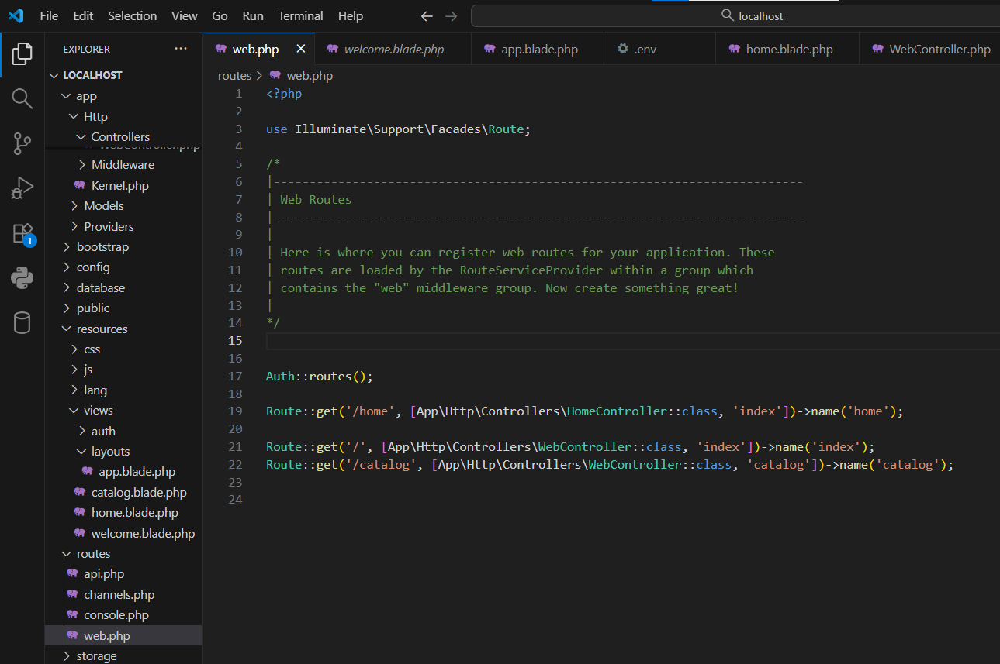 File Edit Selection View Go Run Terminal Help
localhost
EXPLORER
web.php
welcome.blade.php
app.blade.php
.env
home.blade.php
WebController.php
LOCALHOST
app
Http
Controllers
WebController.php
Middleware
Kernel.php
Models
Providers
bootstrap
config
database
public
resources
css
js
lang
views
auth
layouts
app.blade.php
catalog.blade.php
home.blade.php
welcome.blade.php
routes
api.php
channels.php
console.php
web.php
storage
1
routes > web.php
1 <?php
2
3 use Illuminate\Support\Facades\Route;
4
5 /*
6 |--------------------------------------------------------------------------
7 | Web Routes
8 |--------------------------------------------------------------------------
9 |
10 | Here is where you can register web routes for your application. These
11 | routes are loaded by the RouteServiceProvider within a group which
12 | contains the "web" middleware group. Now create something great!
13 |
14 */
15
16
17 Auth::routes();
18
19 Route::get('/home', [App\Http\Controllers\HomeController::class, 'index'])->name('home');
20
21 Route::get('/', [App\Http\Controllers\WebController::class, 'index'])->name('index');
22 Route::get('/catalog', [App\Http\Controllers\WebController::class, 'catalog'])->name('catalog');
23
24